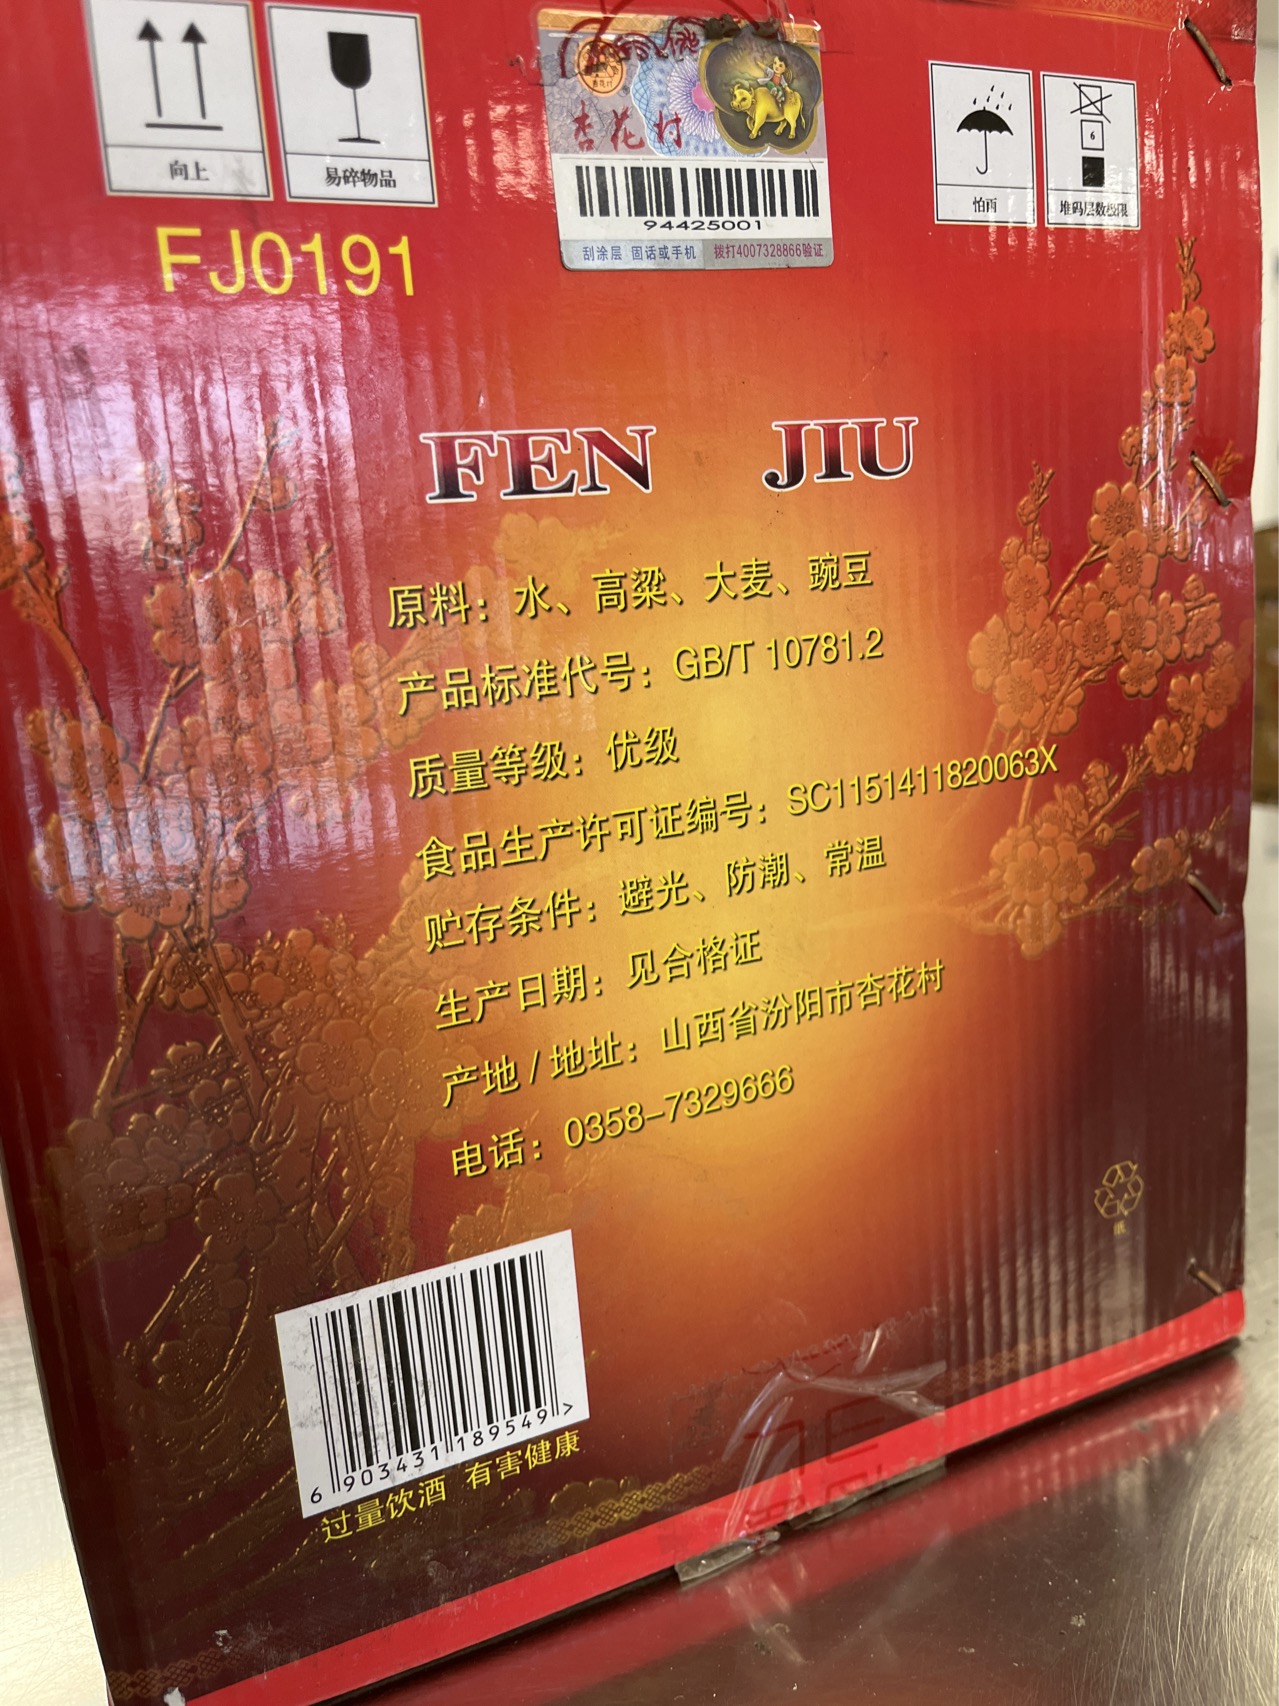 向上
易碎物品
杏花村
94425001
刮涂层 固话或手机 拨打4007328866验证
怕雨
6
堆码层数极限
FJ0191
FEN JIU
原料：水、高粱、大麦、豌豆
产品标准代号：GB/T 10781.2
质量等级：优级
食品生产许可证编号：SC1151411820063X
贮存条件：避光、防潮、常温
生产日期：见合格证
产地/地址：山西省汾阳市杏花村
电话：0358-7329666
纸
6 903431 189549 >
过量饮酒 有害健康